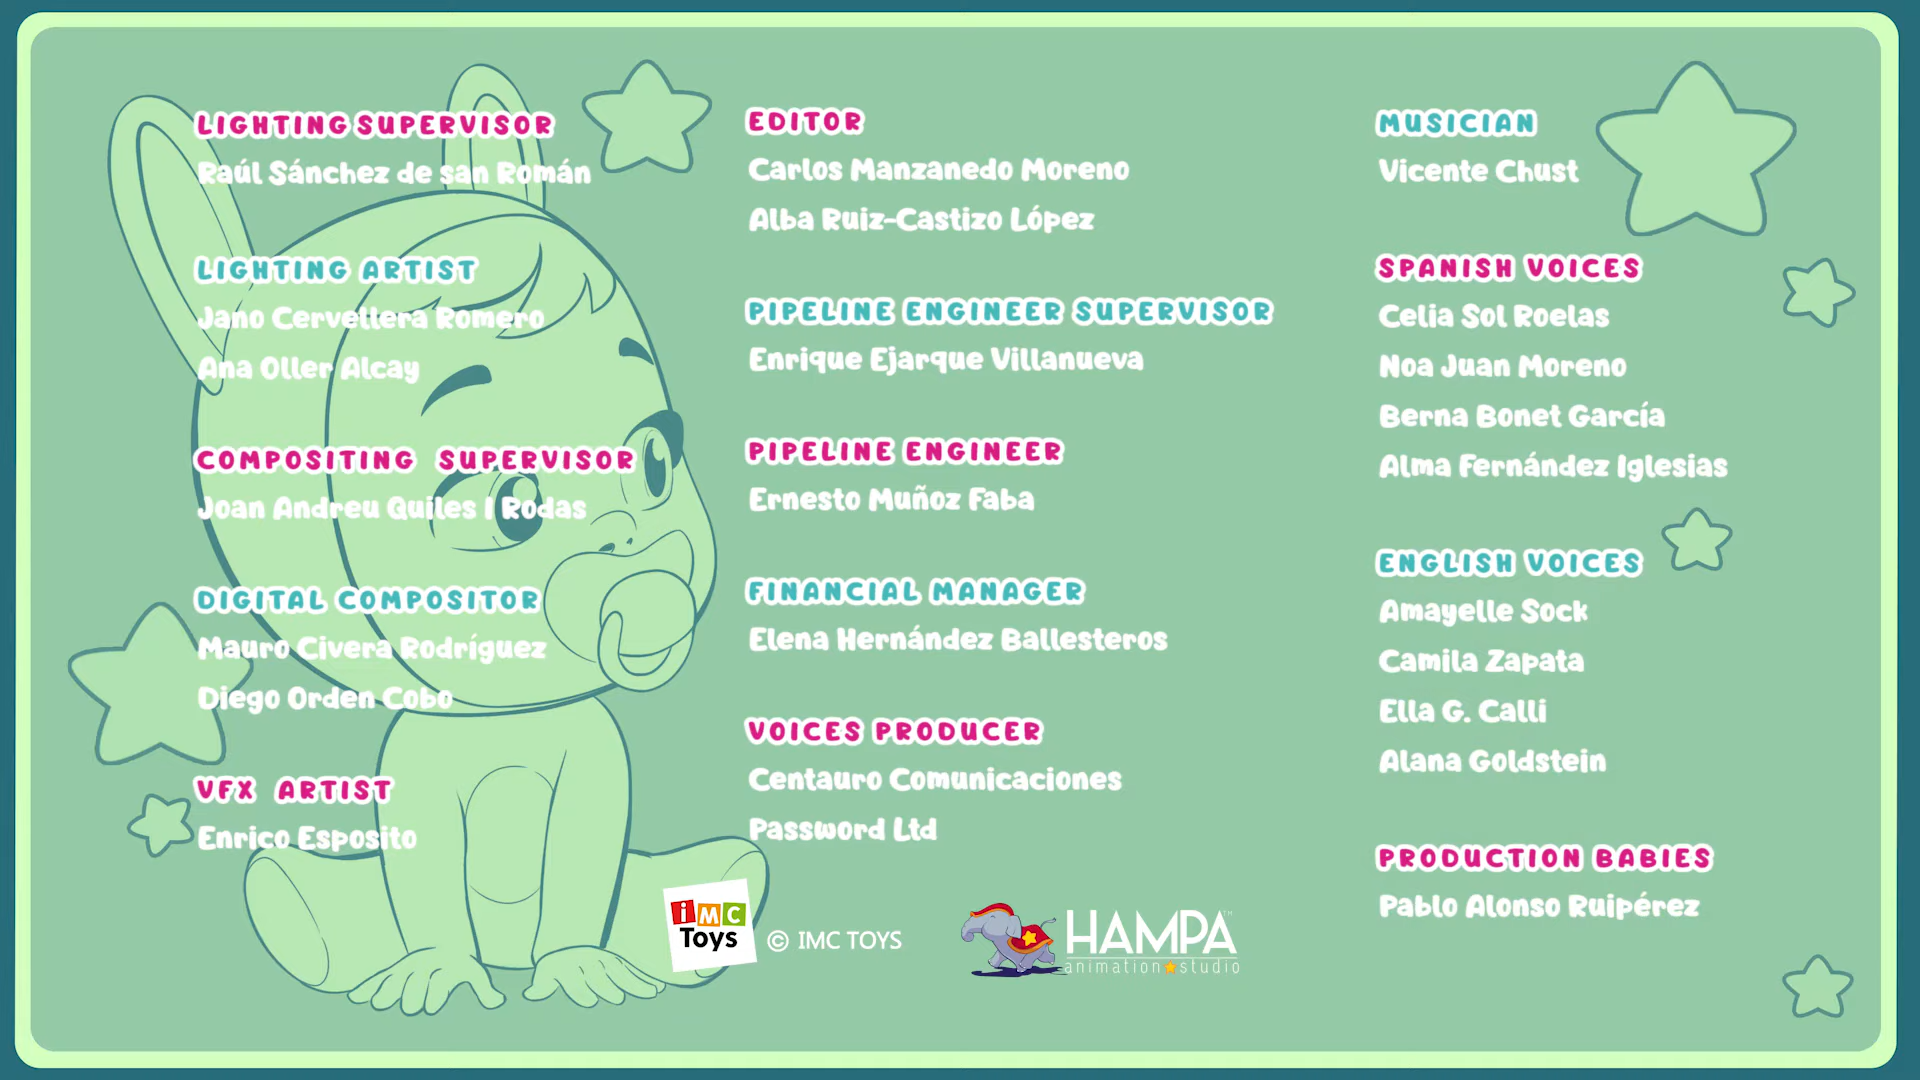 LIGHTING SUPERVISOR
Raúl Sánchez de san Román
LIGHTING ARTIST
Jano Cervellera Romero
Ana Oller Alcay
COMPOSITING SUPERVISOR
Joan Andreu Quiles I Rodas
DIGITAL COMPOSITOR
Mauro Civera Rodríguez
Diego Orden Cobo
VFX ARTIST
Enrico Esposito
EDITOR
Carlos Manzanedo Moreno
Alba Ruiz-Castizo López
PIPELINE ENGINEER SUPERVISOR
Enrique Ejarque Villanueva
PIPELINE ENGINEER
Ernesto Muñoz Faba
FINANCIAL MANAGER
Elena Hernández Ballesteros
VOICES PRODUCER
Centauro Comunicaciones
Password Ltd
MUSICIAN
Vicente Chust
SPANISH VOICES
Celia Sol Roelas
Noa Juan Moreno
Berna Bonet García
Alma Fernández Iglesias
ENGLISH VOICES
Amayelle Sock
Camila Zapata
Ella G. Calli
Alana Goldstein
PRODUCTION BABIES
Pablo Alonso Ruipérez
iMC
Toys
© IMC TOYS
HAMPA™
animation studio